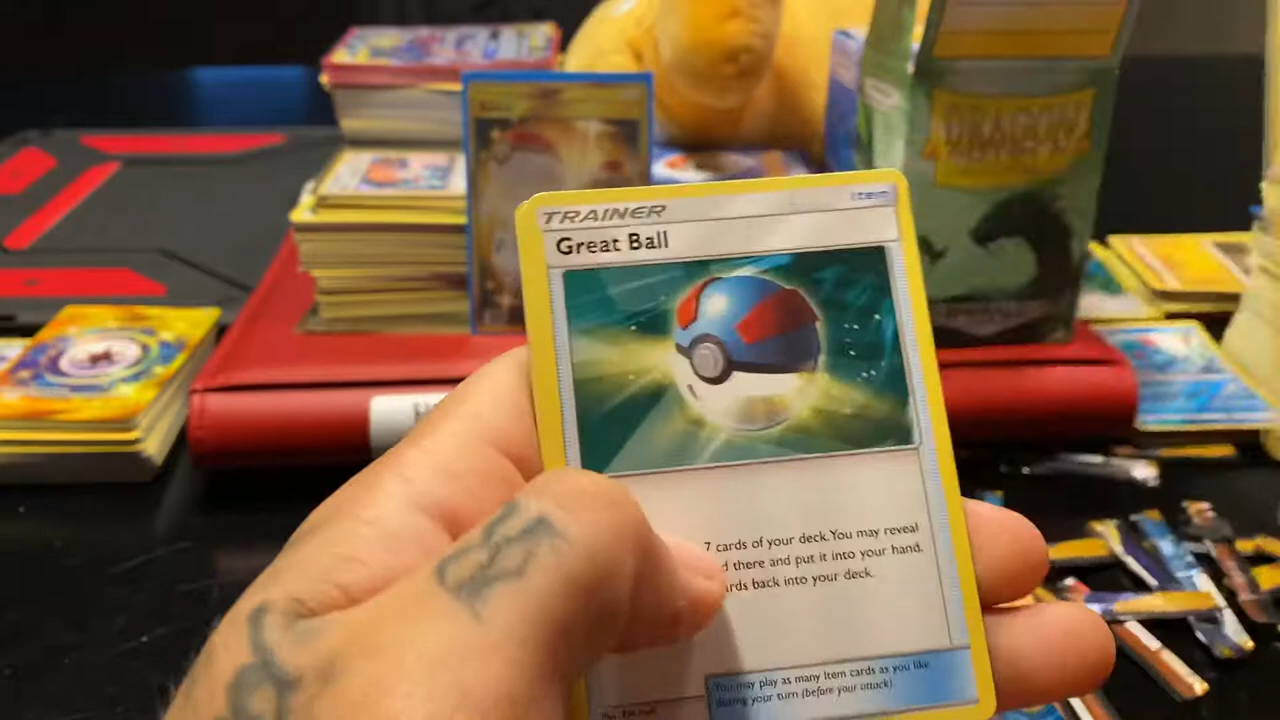 TRAINER
Item
Great Ball
7 cards of your deck. You may reveal
d there and put it into your hand.
rds back into your deck.
You may play as many Item cards as you like
during your turn (before your attack)
DRAGON